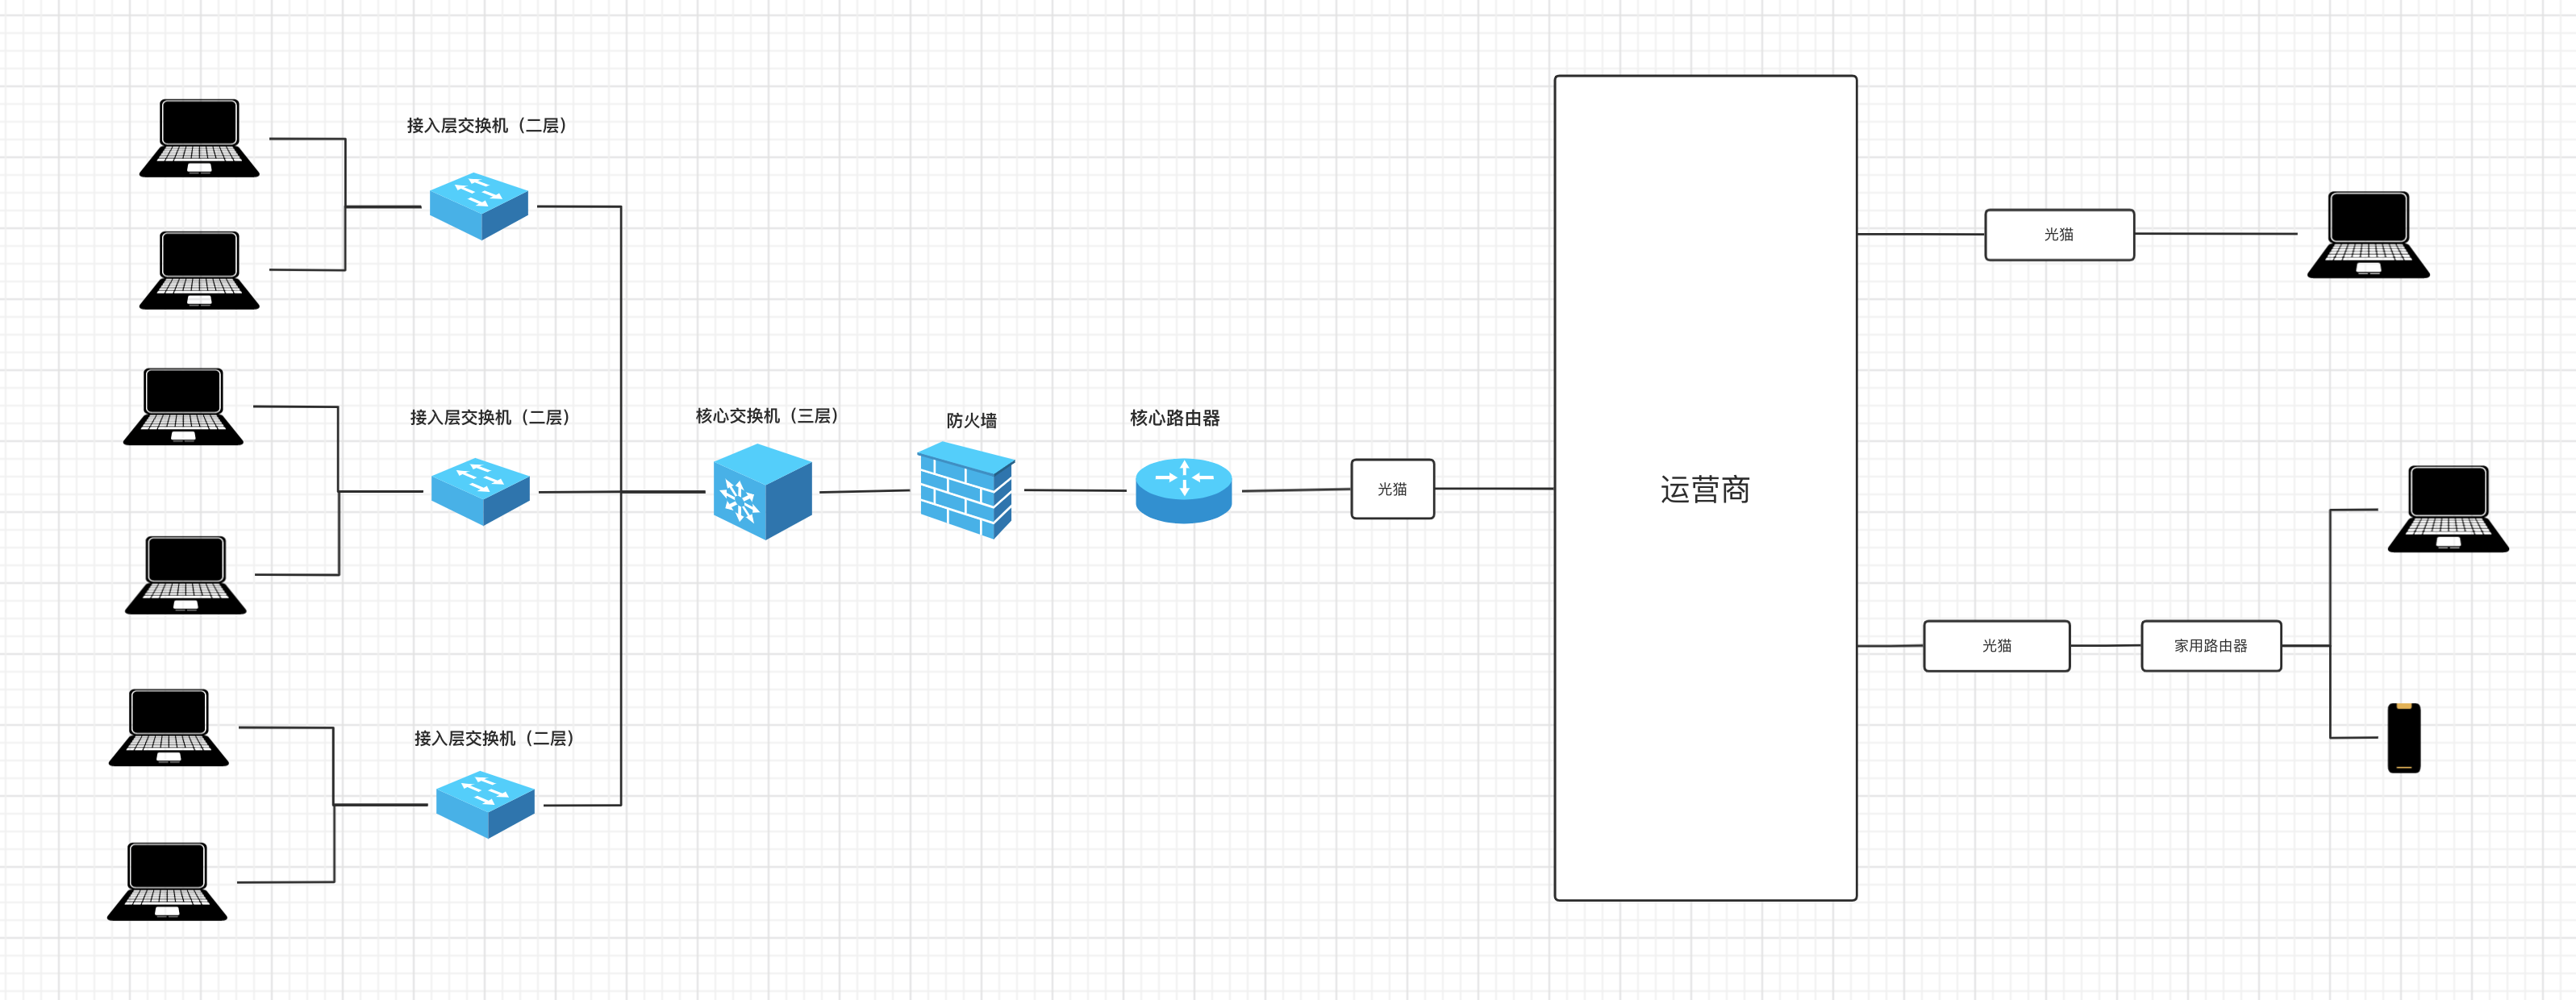 接入层交换机（二层）
接入层交换机（二层）
核心交换机（三层）
防火墙
核心路由器
光猫
接入层交换机（二层）
运营商
光猫
光猫
家用路由器